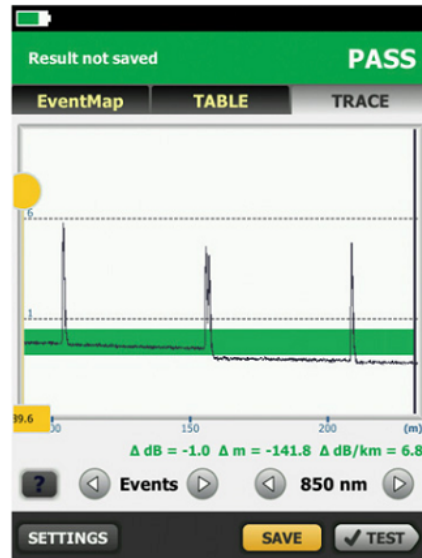 Result not saved PASS
EventMap TABLE TRACE
6
1
39.6 100 150 200 (m)
Δ dB = -1.0 Δ m = -141.8 Δ dB/km = 6.8
? Events 850 nm
SETTINGS SAVE TEST